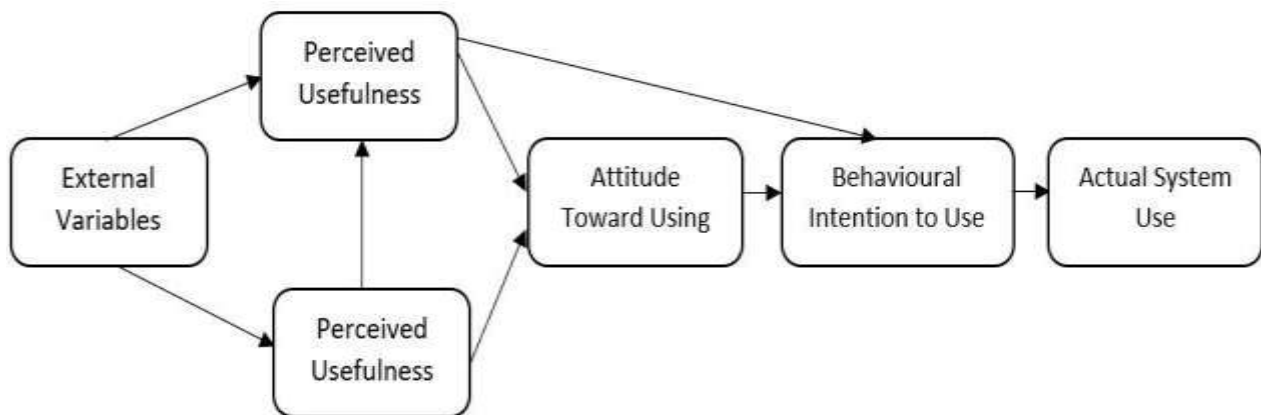 Perceived
Usefulness
External
Variables
Attitude
Toward Using
Behavioural
Intention to Use
Actual System
Use
Perceived
Usefulness